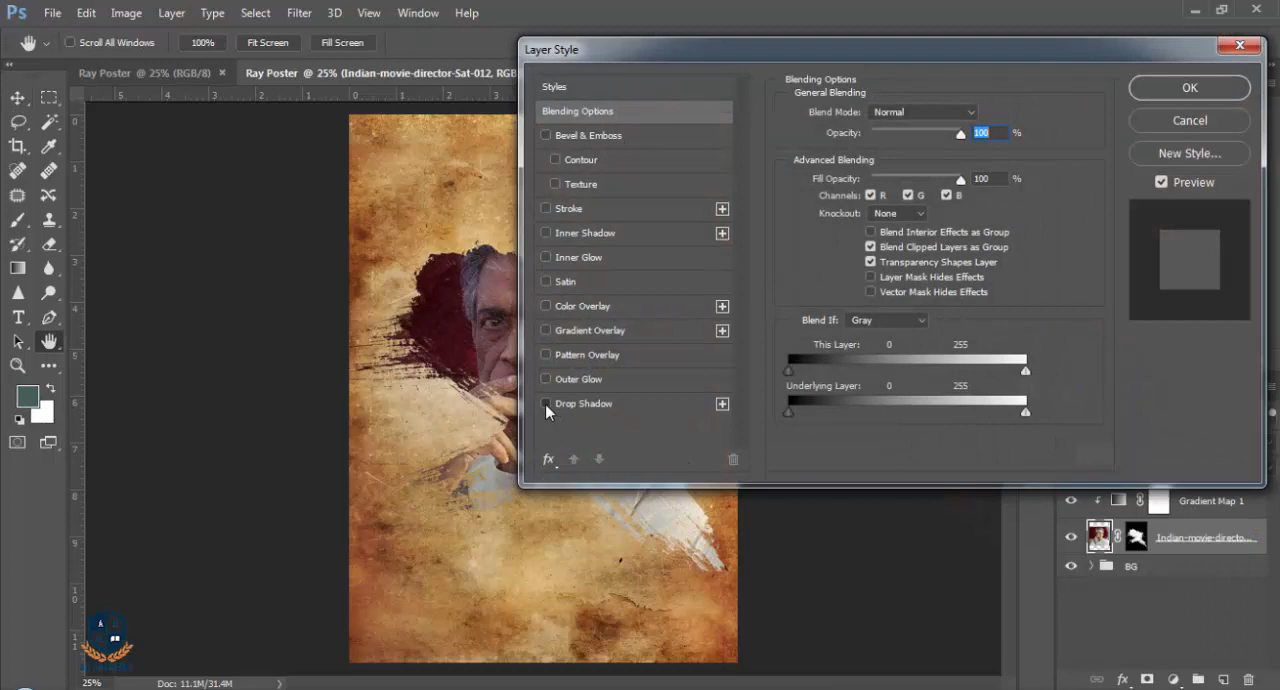 Ps File Edit Image Layer Type Select Filter 3D View Window Help
Scroll All Windows 100% Fit Screen Fill Screen
Ray Poster @ 25% (RGB/8) × Ray Poster @ 25% (Indian-movie-director-Sat-012, RGB
Layer Style
Styles
Blending Options
Bevel & Emboss
Contour
Texture
Stroke
Inner Shadow
Inner Glow
Satin
Color Overlay
Gradient Overlay
Pattern Overlay
Outer Glow
Drop Shadow
fx
Blending Options
General Blending
Blend Mode: Normal
Opacity: 100 %
Advanced Blending
Fill Opacity: 100 %
Channels: R G B
Knockout: None
Blend Interior Effects as Group
Blend Clipped Layers as Group
Transparency Shapes Layer
Layer Mask Hides Effects
Vector Mask Hides Effects
Blend If: Gray
This Layer: 0 255
Underlying Layer: 0 255
OK
Cancel
New Style...
Preview
Gradient Map 1
Indian-movie-directo...
BG
fx
25% Doc: 11.1M/31.4M